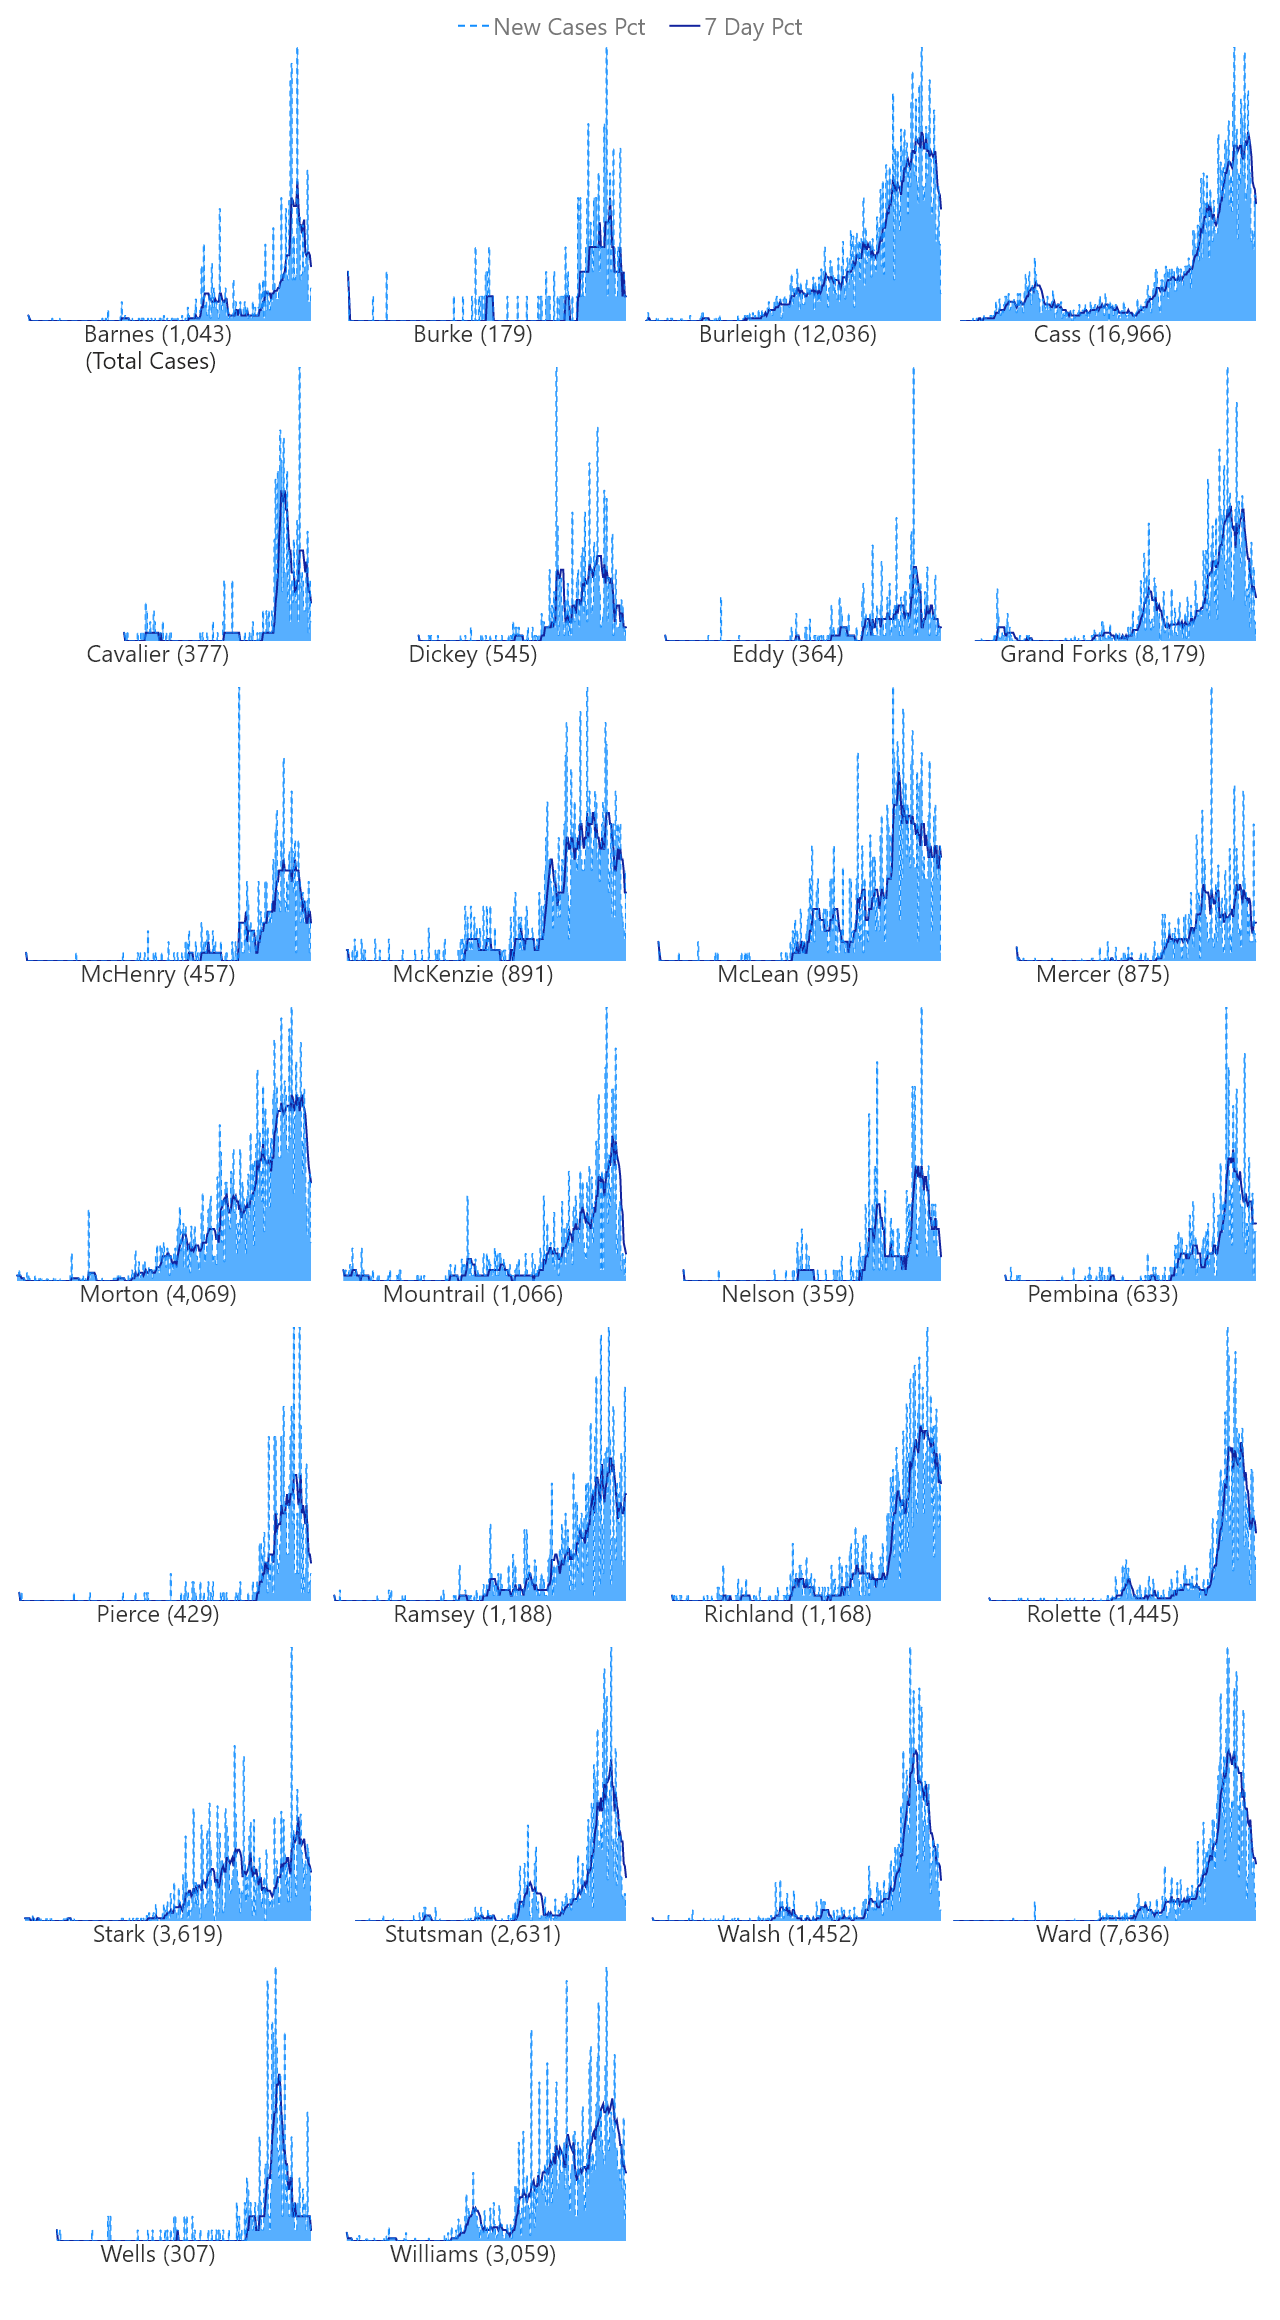 New Cases Pct 7 Day Pct
Barnes (1,043) Burke (179) Burleigh (12,036) Cass (16,966)
(Total Cases)
Cavalier (377) Dickey (545) Eddy (364) Grand Forks (8,179)
McHenry (457) McKenzie (891) McLean (995) Mercer (875)
Morton (4,069) Mountrail (1,066) Nelson (359) Pembina (633)
Pierce (429) Ramsey (1,188) Richland (1,168) Rolette (1,445)
Stark (3,619) Stutsman (2,631) Walsh (1,452) Ward (7,636)
Wells (307) Williams (3,059)